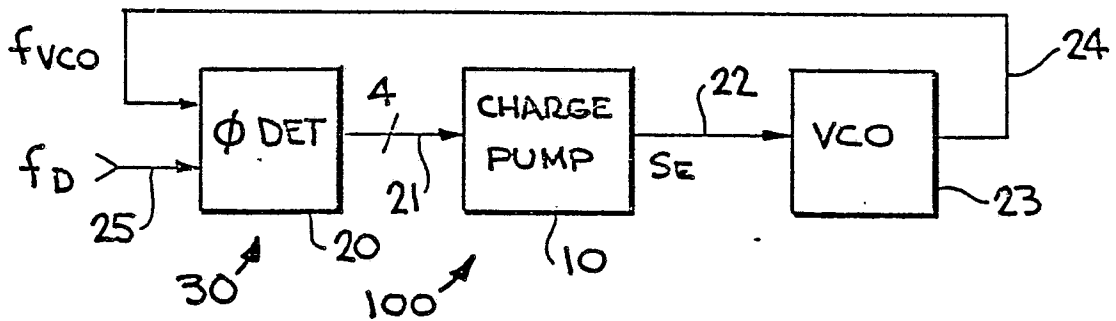 fVCO
fD
25
φ DET
20
30
4
21
CHARGE
PUMP
10
100
22
SE
VCO
23
24